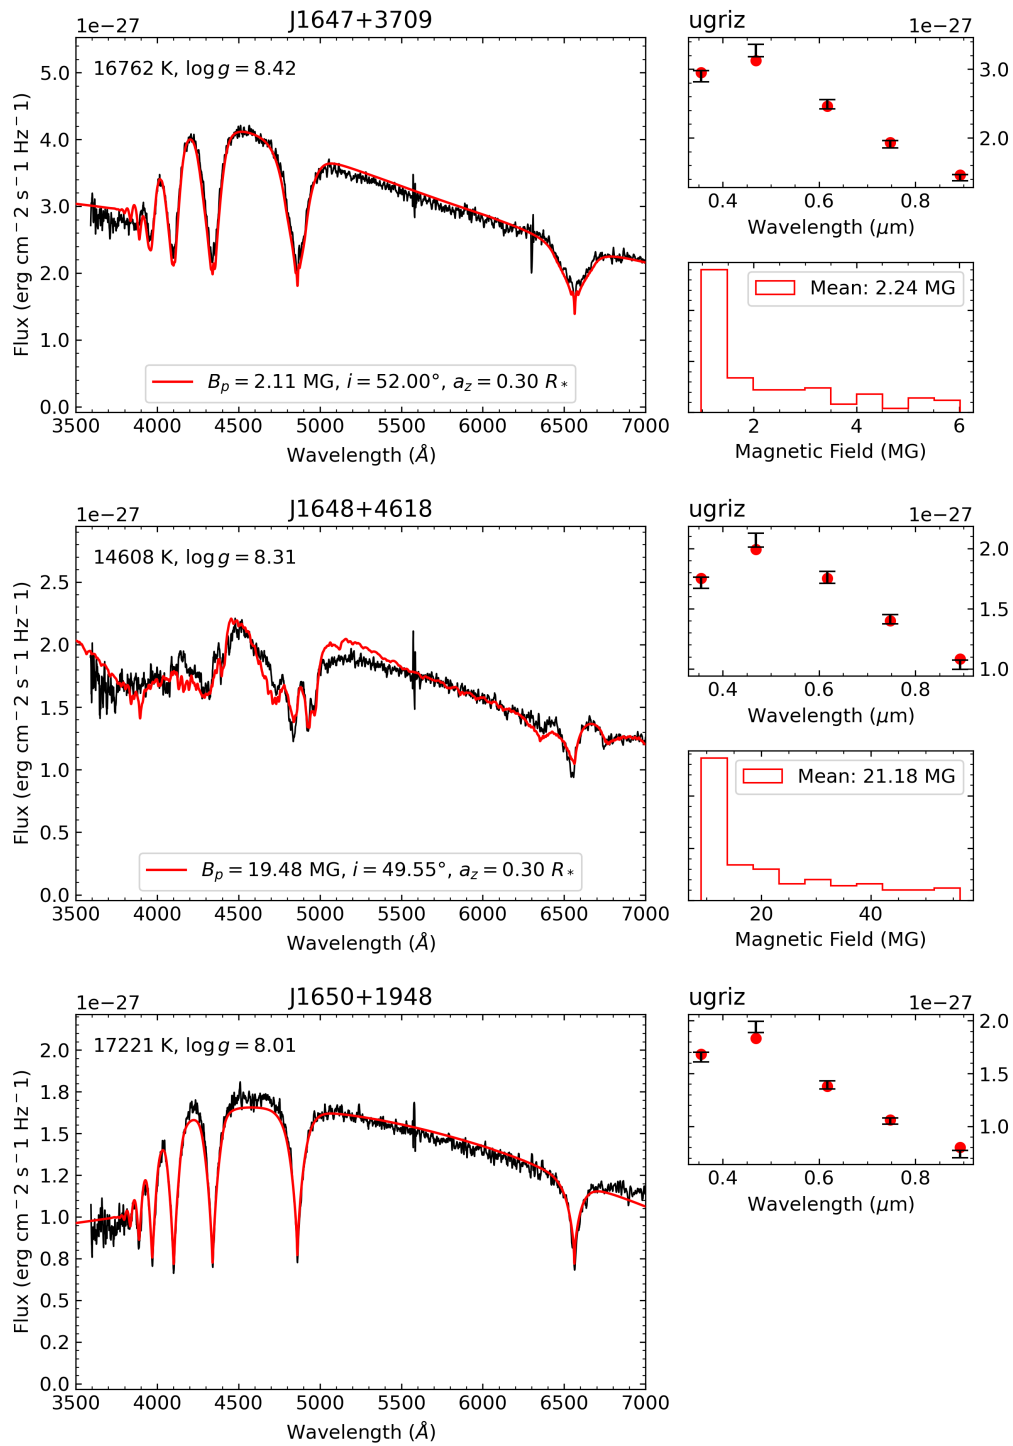 J1647+3709
1e−27
16762 K, log g = 8.42
5.0
4.0
3.0
2.0
1.0
0.0
Flux (erg cm−2 s−1 Hz−1)
B_p = 2.11 MG, i = 52.00°, a_z = 0.30 R_*
3500 4000 4500 5000 5500 6000 6500 7000
Wavelength (Å)
ugriz
1e−27
3.0
2.0
0.4 0.6 0.8
Wavelength (μm)
Mean: 2.24 MG
2 4 6
Magnetic Field (MG)
J1648+4618
1e−27
14608 K, log g = 8.31
2.5
2.0
1.5
1.0
0.5
0.0
Flux (erg cm−2 s−1 Hz−1)
B_p = 19.48 MG, i = 49.55°, a_z = 0.30 R_*
3500 4000 4500 5000 5500 6000 6500 7000
Wavelength (Å)
ugriz
1e−27
2.0
1.5
1.0
0.4 0.6 0.8
Wavelength (μm)
Mean: 21.18 MG
20 40
Magnetic Field (MG)
J1650+1948
1e−27
17221 K, log g = 8.01
2.0
1.8
1.5
1.2
1.0
0.8
0.5
0.2
0.0
Flux (erg cm−2 s−1 Hz−1)
3500 4000 4500 5000 5500 6000 6500 7000
Wavelength (Å)
ugriz
1e−27
2.0
1.5
1.0
0.4 0.6 0.8
Wavelength (μm)